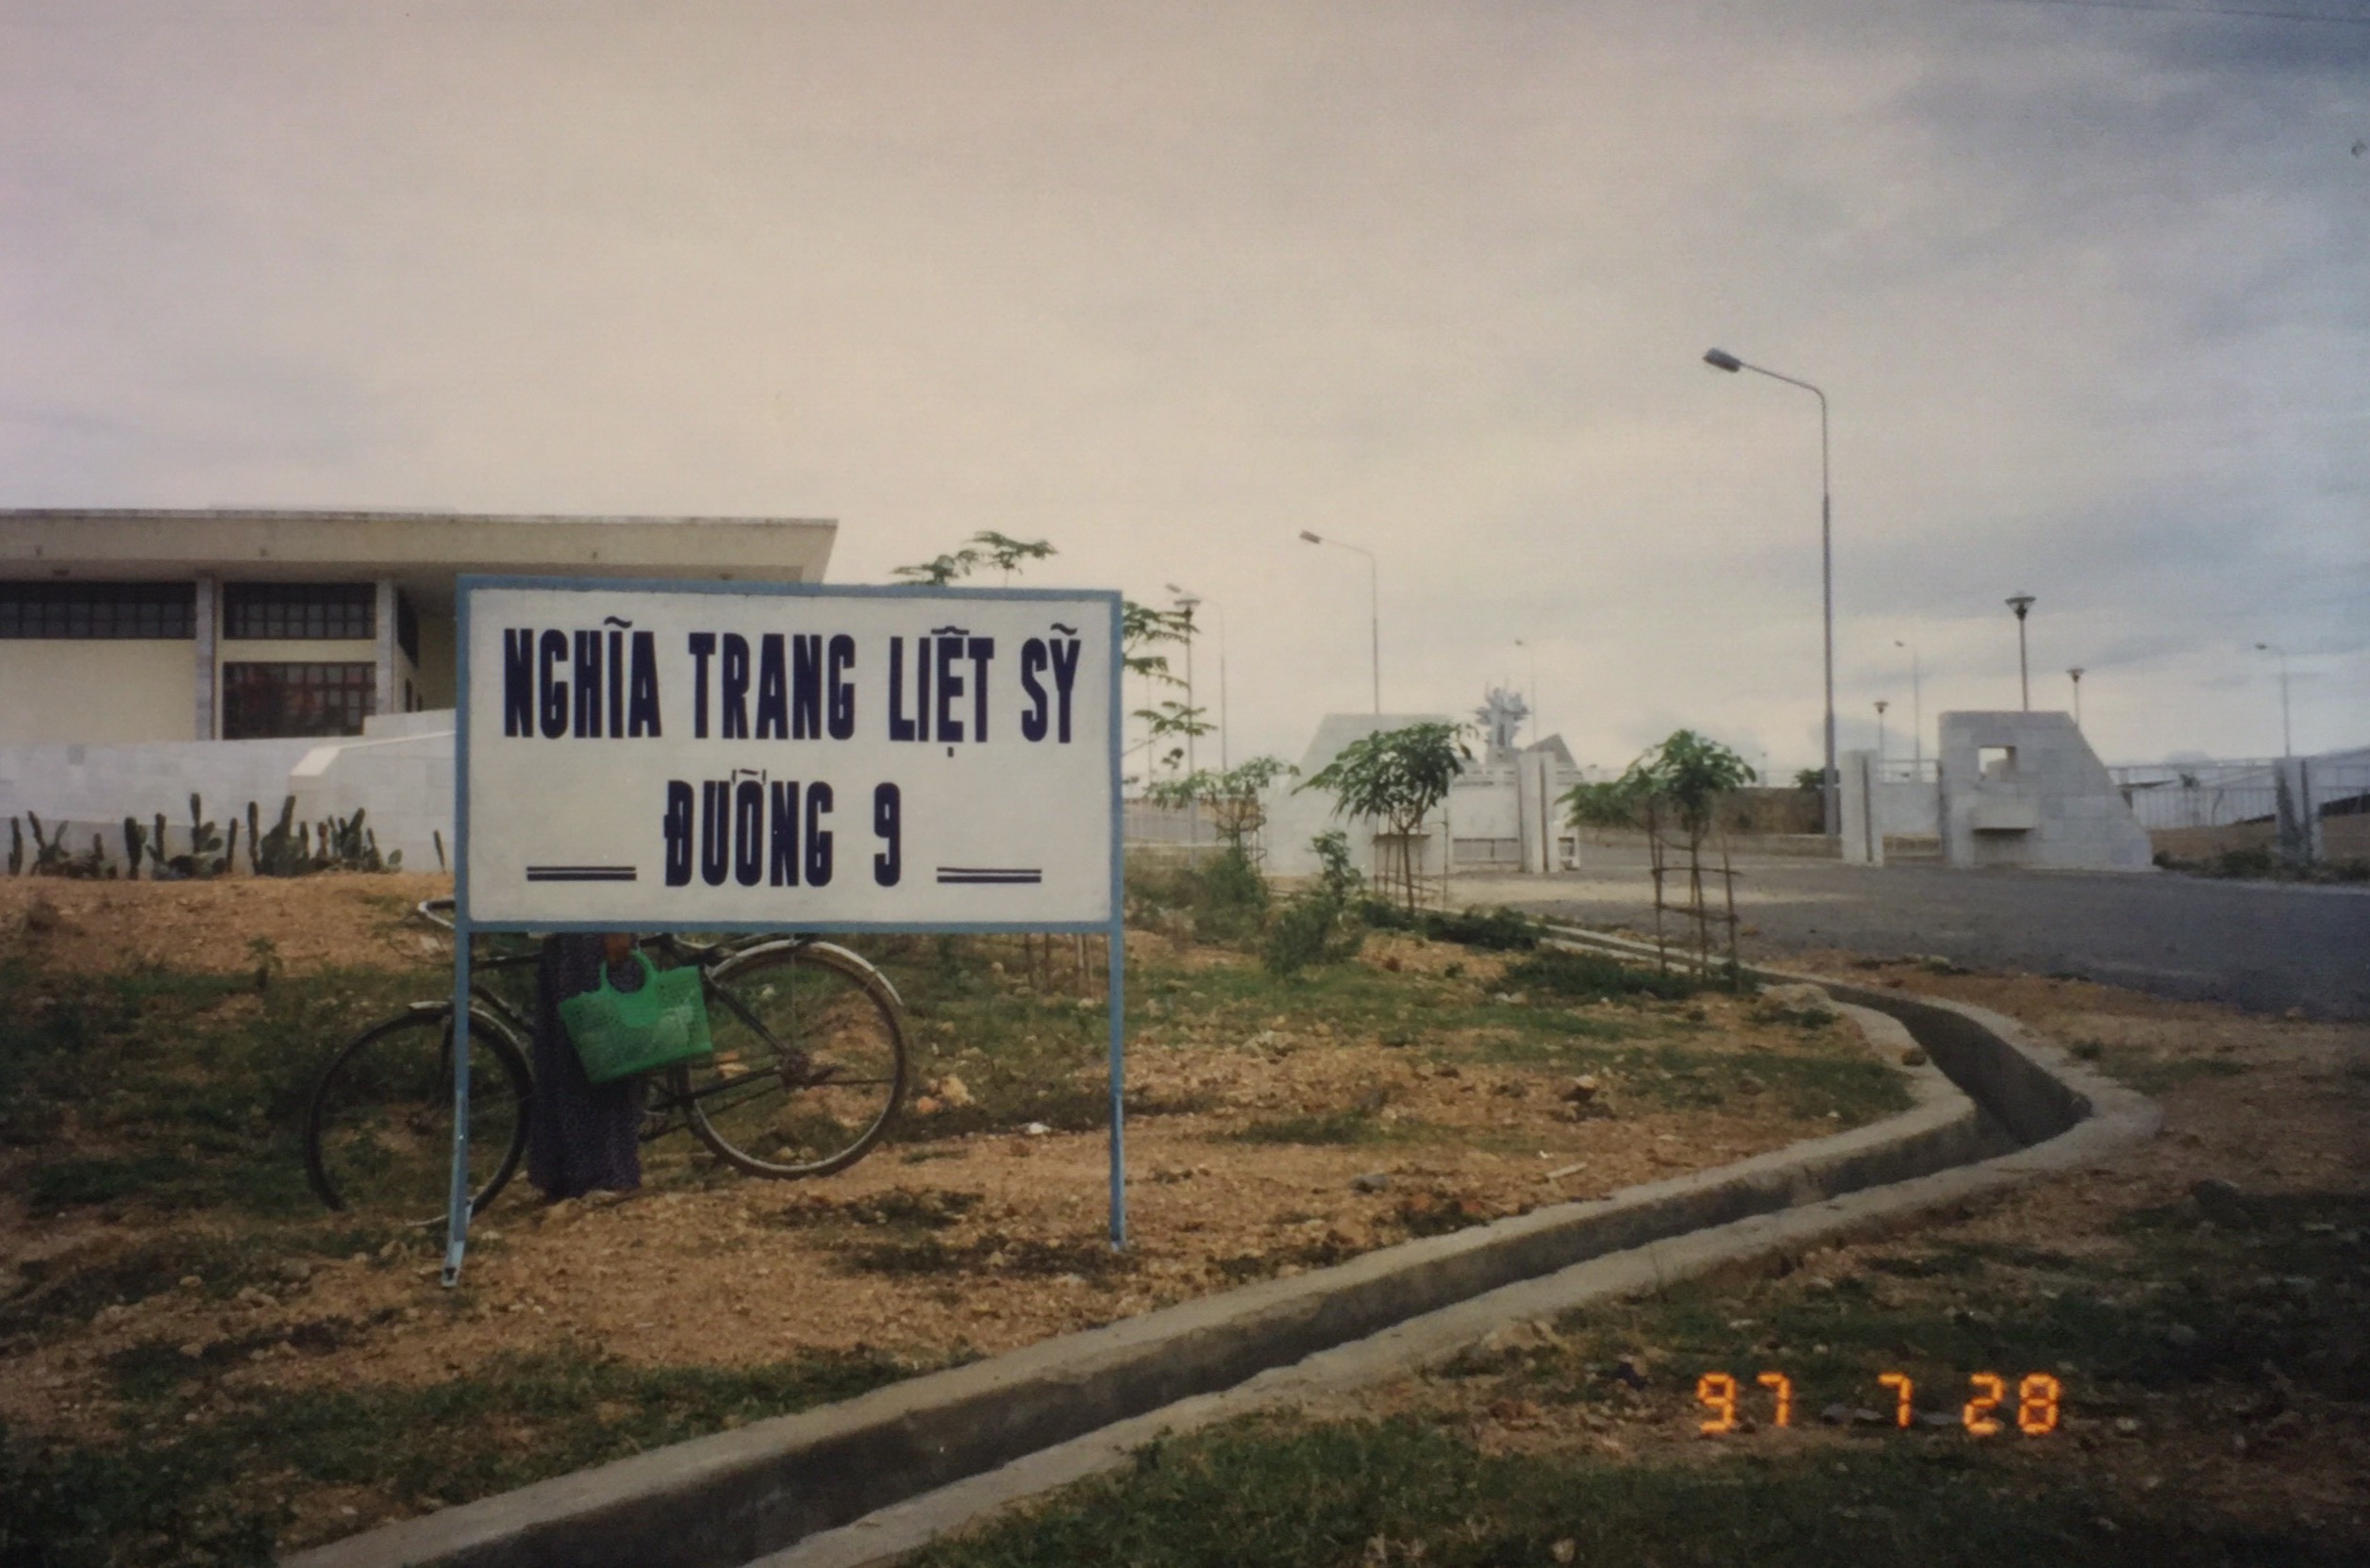 NGHĨA TRANG LIỆT SỸ
ĐƯỜNG 9
97 7 28